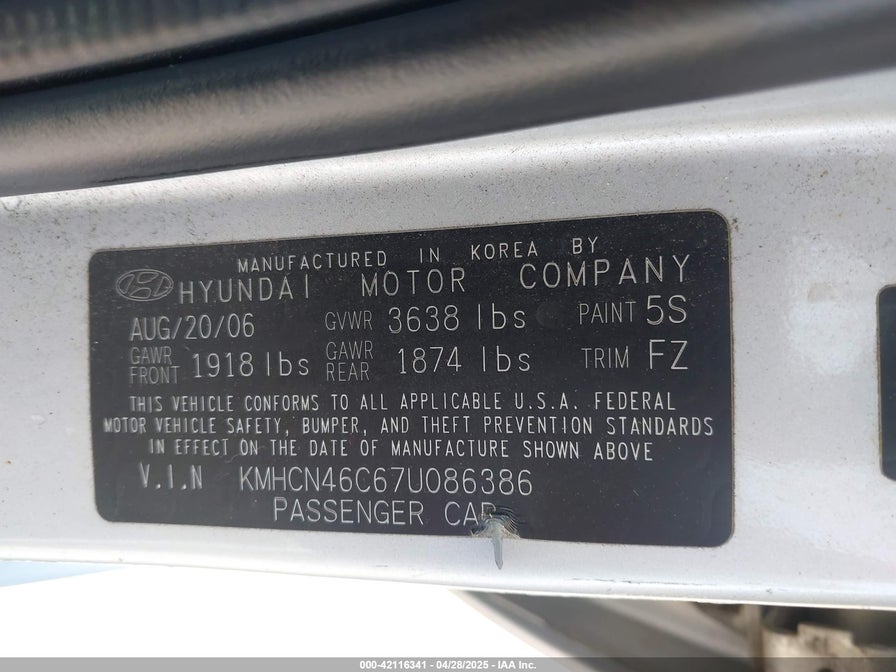 MANUFACTURED IN KOREA BY
HYUNDAI MOTOR COMPANY
AUG/20/06 GVWR 3638 lbs PAINT 5S
GAWR FRONT 1918 lbs GAWR REAR 1874 lbs TRIM FZ
THIS VEHICLE CONFORMS TO ALL APPLICABLE U.S.A. FEDERAL
MOTOR VEHICLE SAFETY, BUMPER, AND THEFT PREVENTION STANDARDS
IN EFFECT ON THE DATE OF MANUFACTURE SHOWN ABOVE
V.I.N KMHCN46C67U086386
PASSENGER CAR
000-42116341 - 04/28/2025 - IAA Inc.